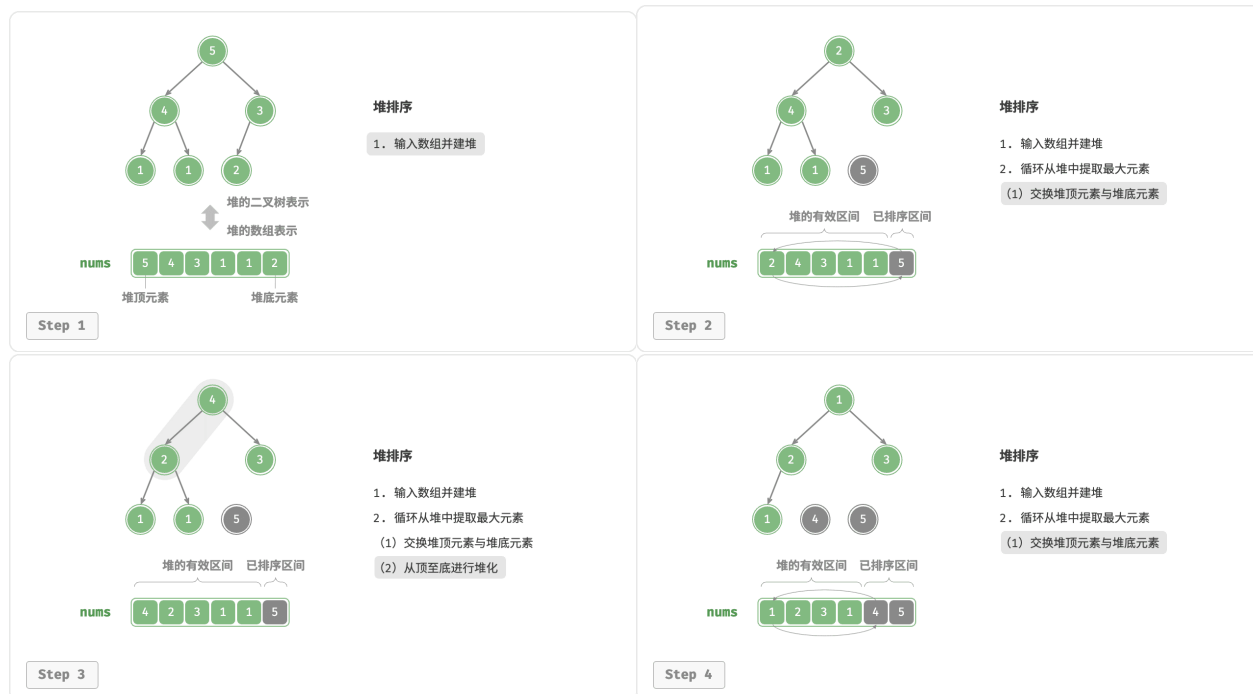 5
4 3
堆排序
1. 输入数组并建堆
1 1 2
堆的二叉树表示
堆的数组表示
nums 5 4 3 1 1 2
堆顶元素 堆底元素
Step 1
2
4 3
堆排序
1. 输入数组并建堆
2. 循环从堆中提取最大元素
(1) 交换堆顶元素与堆底元素
1 1 5
堆的有效区间 已排序区间
nums 2 4 3 1 1 5
Step 2
4
2 3
堆排序
1. 输入数组并建堆
2. 循环从堆中提取最大元素
(1) 交换堆顶元素与堆底元素
(2) 从顶至底进行堆化
1 1 5
堆的有效区间 已排序区间
nums 4 2 3 1 1 5
Step 3
1
2 3
堆排序
1. 输入数组并建堆
2. 循环从堆中提取最大元素
(1) 交换堆顶元素与堆底元素
1 4 5
堆的有效区间 已排序区间
nums 1 2 3 1 4 5
Step 4